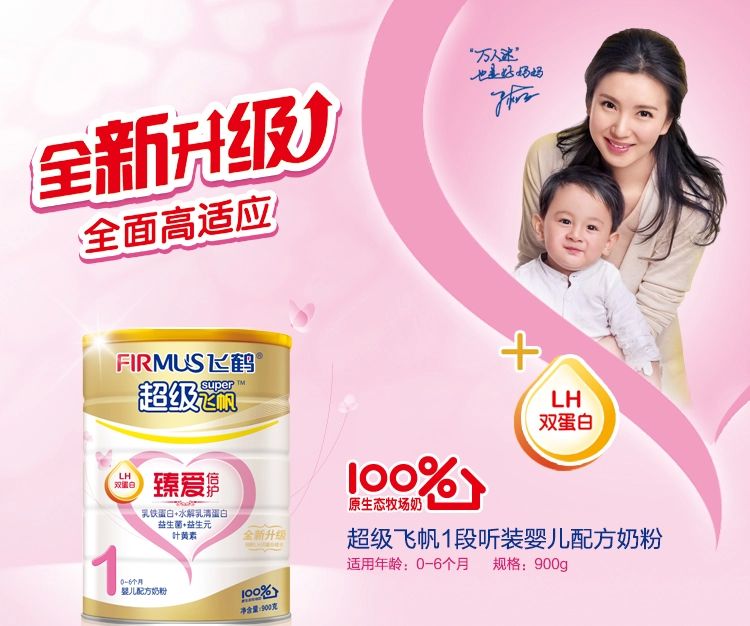 "万人迷"
也是好妈妈
全新升级
全面高适应
FIRMUS飞鹤®
超级飞帆™
super
LH
双蛋白
臻爱倍护
乳铁蛋白+水解乳清蛋白
益生菌+益生元
叶黄素
全新升级
1
0-6个月
婴儿配方奶粉
100%
净含量:900克
+
LH
双蛋白
100%
原生态牧场奶
超级飞帆1段听装婴儿配方奶粉
适用年龄：0-6个月 规格：900g